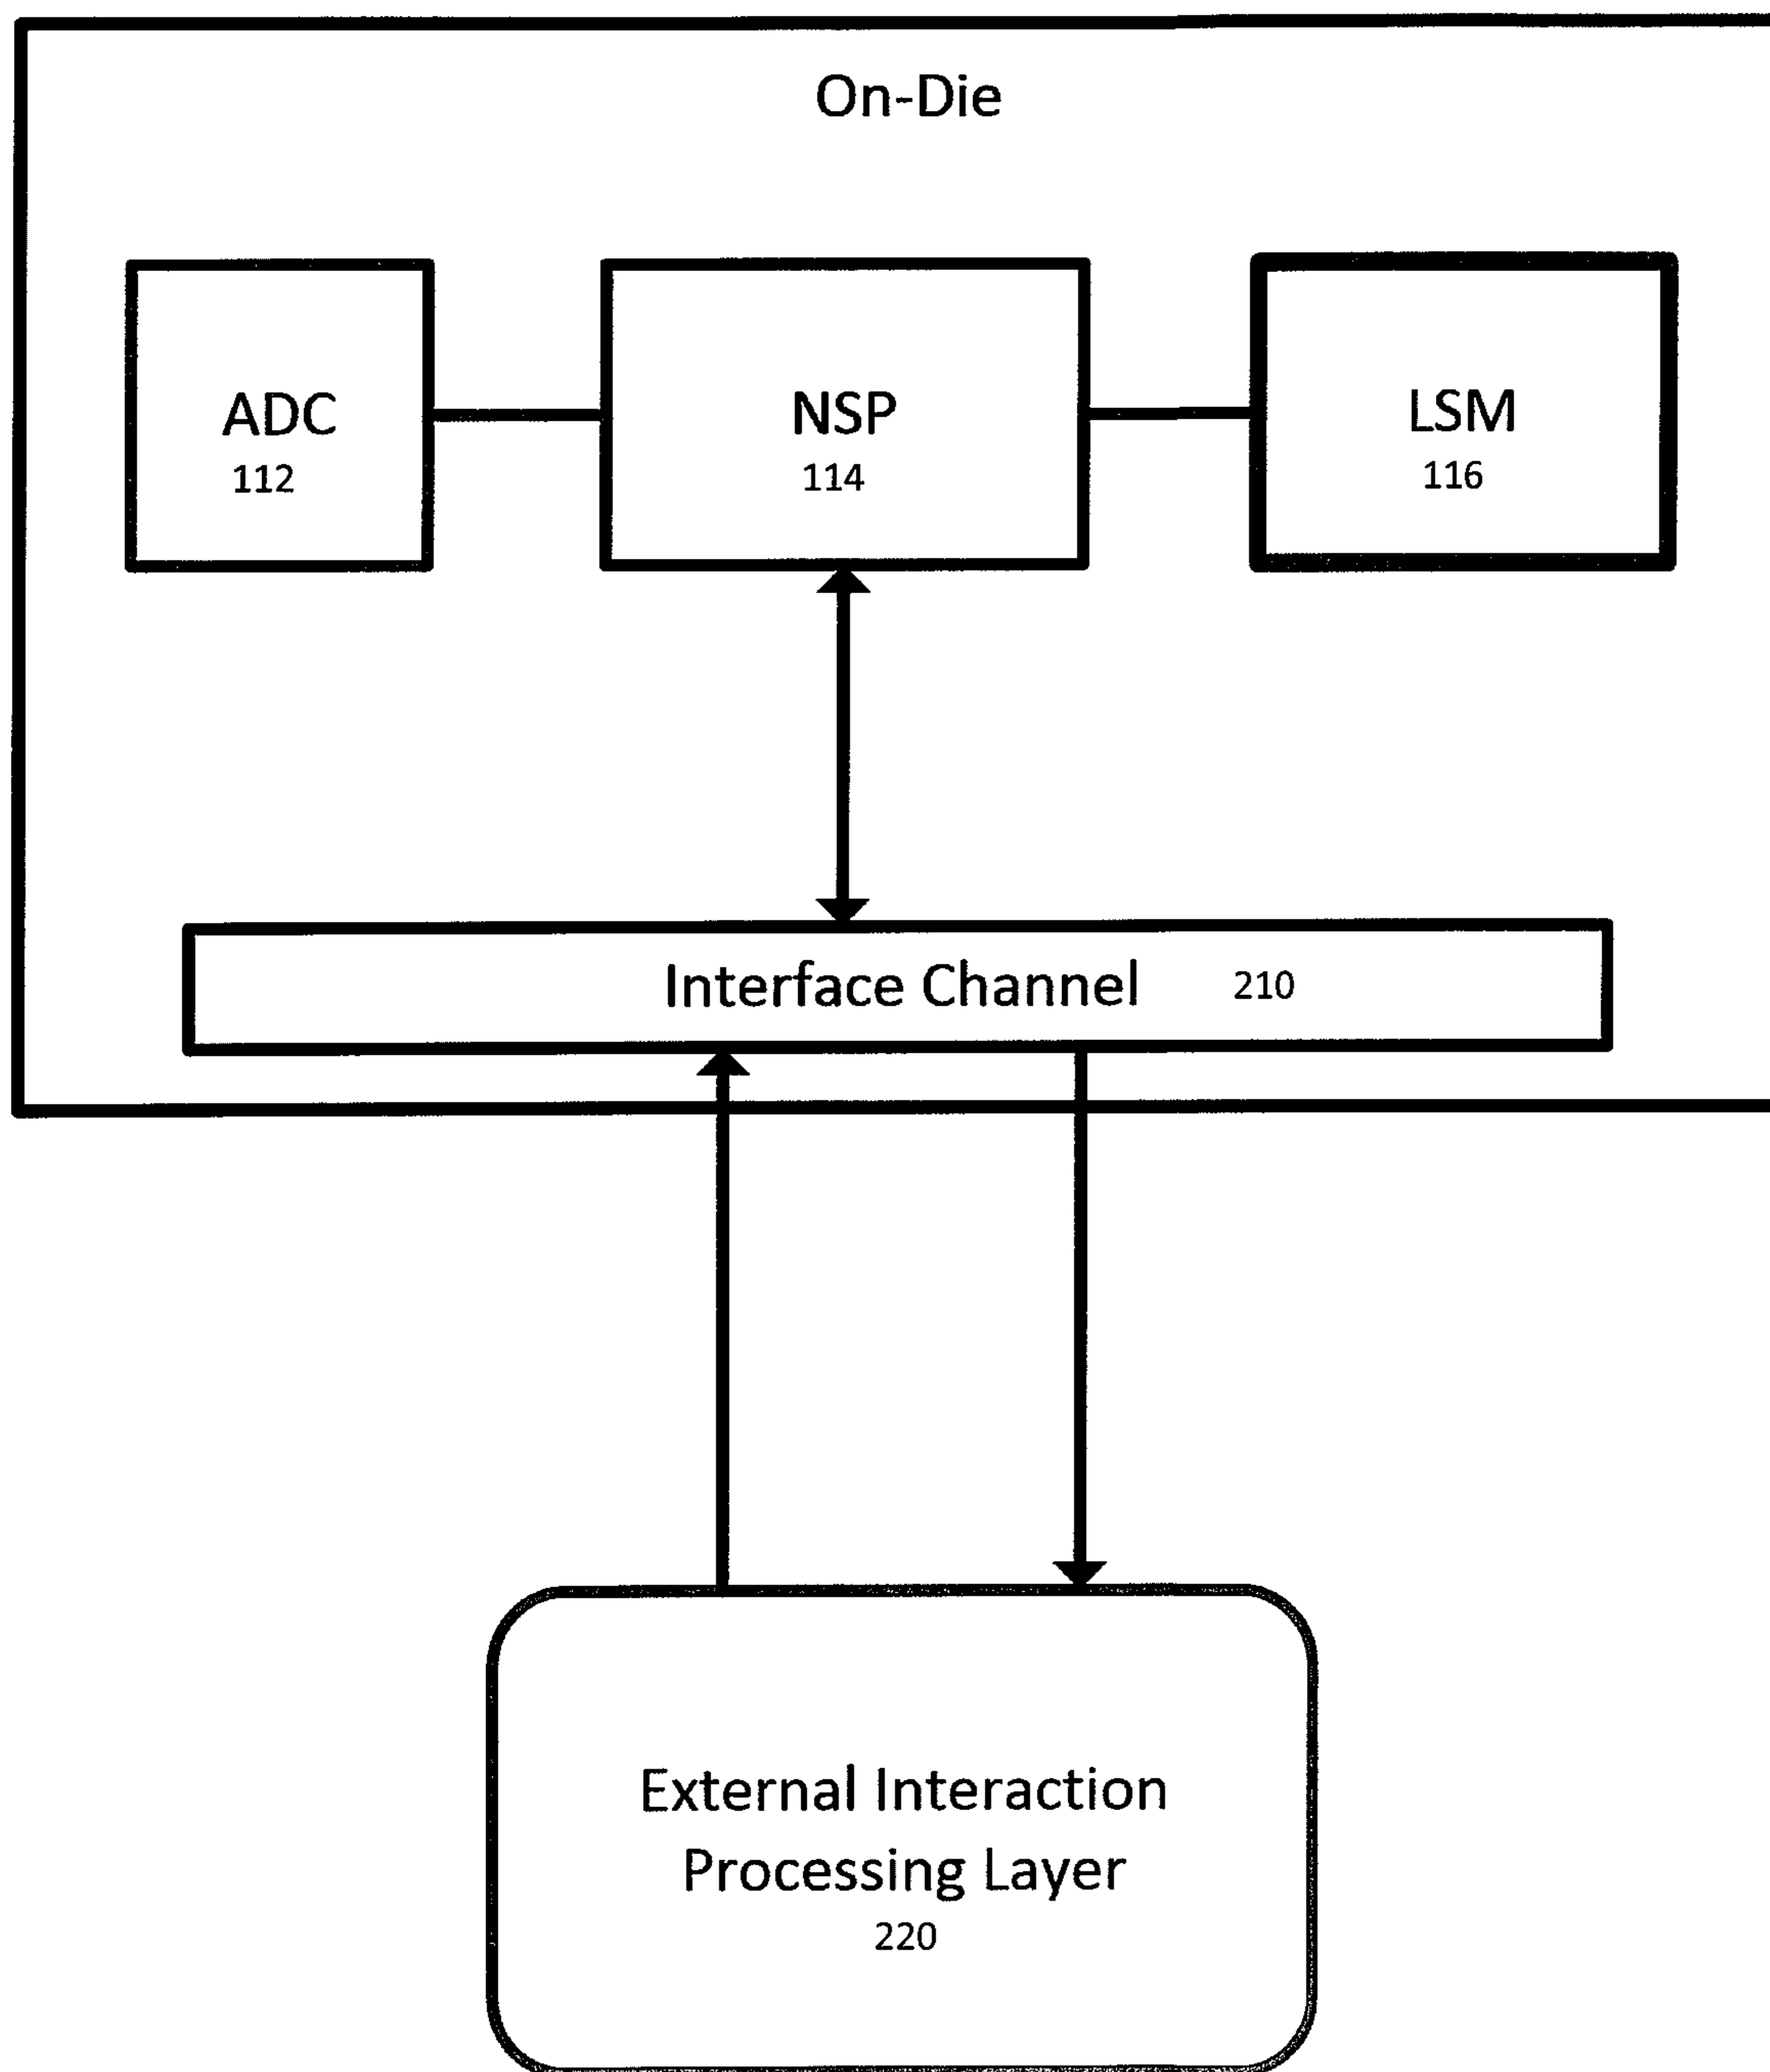 On-Die
ADC
112
NSP
114
LSM
116
Interface Channel 210
External Interaction
Processing Layer
220